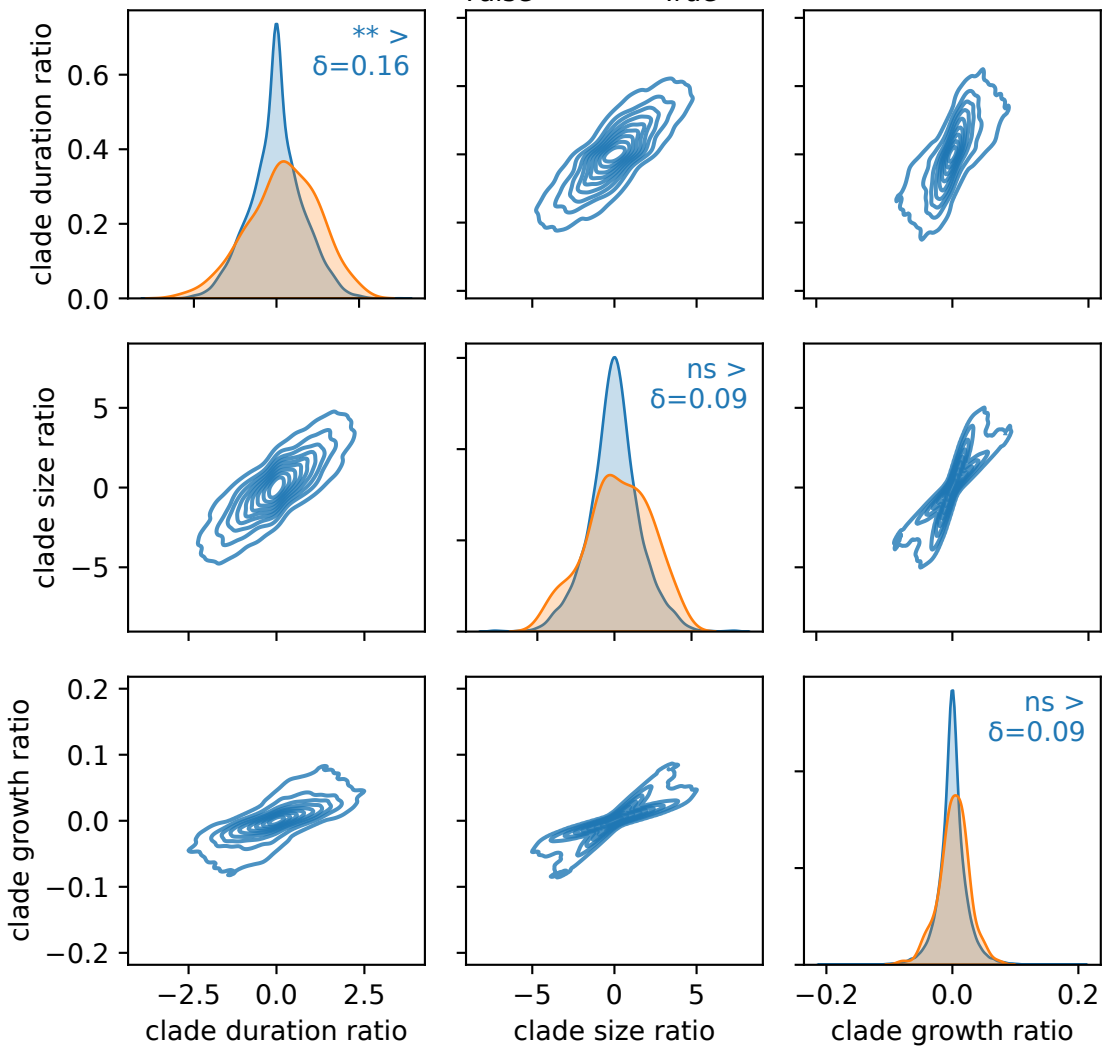 clade duration ratio
0.6
0.4
0.2
0.0
** >
δ=0.16
clade size ratio
5
0
−5
ns >
δ=0.09
clade growth ratio
0.2
0.1
0.0
−0.1
−0.2
ns >
δ=0.09
−2.5 0.0 2.5
−5 0 5
−0.2 0.0 0.2
clade duration ratio
clade size ratio
clade growth ratio